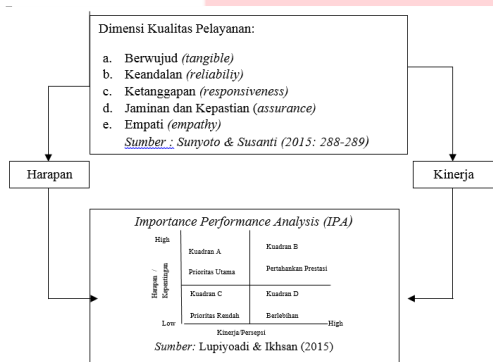 Dimensi Kualitas Pelayanan:
a. Berwujud (tangible)
b. Keandalan (reliabiliy)
c. Ketanggapan (responsiveness)
d. Jaminan dan Kepastian (assurance)
e. Empati (empathy)
Sumber : Sunyoto & Susanti (2015: 288-289)
Harapan
Kinerja
Importance Performance Analysis (IPA)
High
Harapan /
Kepentingan
Kuadran A
Prioritas Utama
Kuadran B
Pertahankan Prestasi
Kuadran C
Prioritas Rendah
Kuadran D
Berlebihan
Low
High
Kinerja/Persepsi
Sumber: Lupiyoadi & Ikhsan (2015)